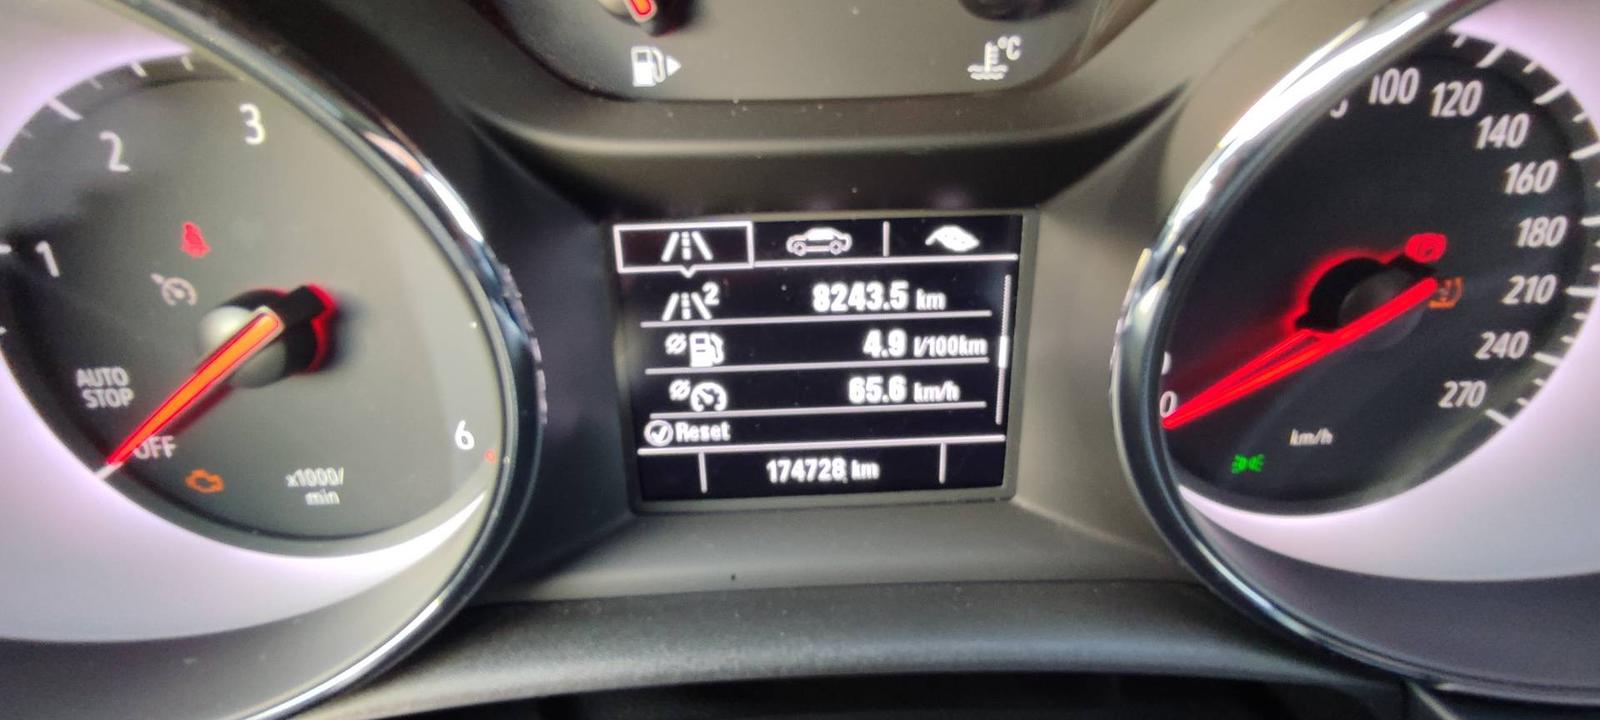 °C
1
2
3
6
AUTO
STOP
OFF
x1000/
min
2 8243.5 km
4.9 l/100km
65.6 km/h
Reset
174728 km
0
100
120
140
160
180
210
240
270
km/h